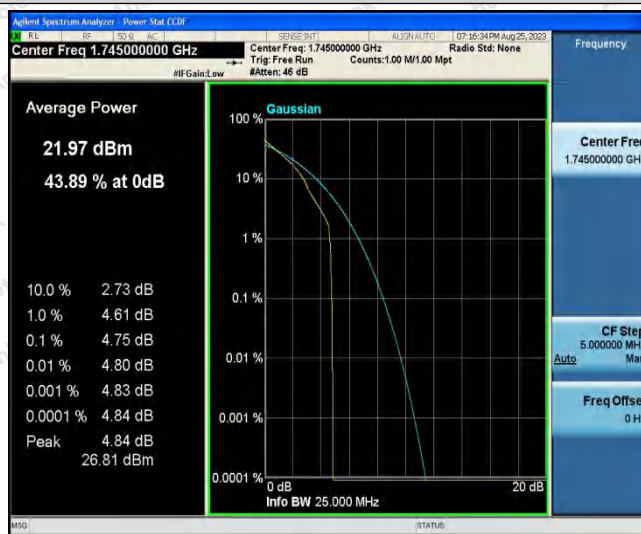 Agilent Spectrum Analyzer - Power Stat CCDF
RL RF 50 Ω AC SENSE:INT ALIGN AUTO 07:16:34 PM Aug 25, 2023
Center Freq 1.745000000 GHz
Center Freq: 1.745000000 GHz Radio Std: None
Trig: Free Run Counts:1.00 M/1.00 Mpt
#IFGain:Low #Atten: 46 dB
Frequency
Average Power
21.97 dBm
43.89 % at 0dB
10.0 % 2.73 dB
1.0 % 4.61 dB
0.1 % 4.75 dB
0.01 % 4.80 dB
0.001 % 4.83 dB
0.0001 % 4.84 dB
Peak 4.84 dB
26.81 dBm
Gaussian
100 %
10 %
1 %
0.1 %
0.01 %
0.001 %
0.0001 %
0 dB 20 dB
Info BW 25.000 MHz
Center Fre
1.745000000 GH
CF Step
5.000000 MH
Auto Ma
Freq Offse
0 H
MSG STATUS